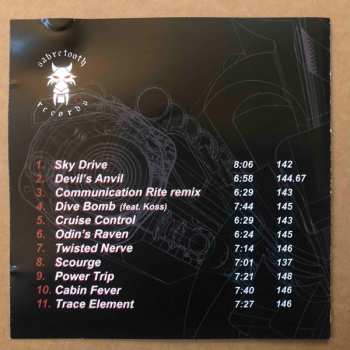 sabretooth
records
1. Sky Drive 8:06 142
2. Devil's Anvil 6:58 144.67
3. Communication Rite remix 6:29 143
4. Dive Bomb (feat. Koss) 7:44 145
5. Cruise Control 6:29 143
6. Odin's Raven 6:24 145
7. Twisted Nerve 7:14 146
8. Scourge 7:01 137
9. Power Trip 7:21 148
10. Cabin Fever 7:40 146
11. Trace Element 7:27 146